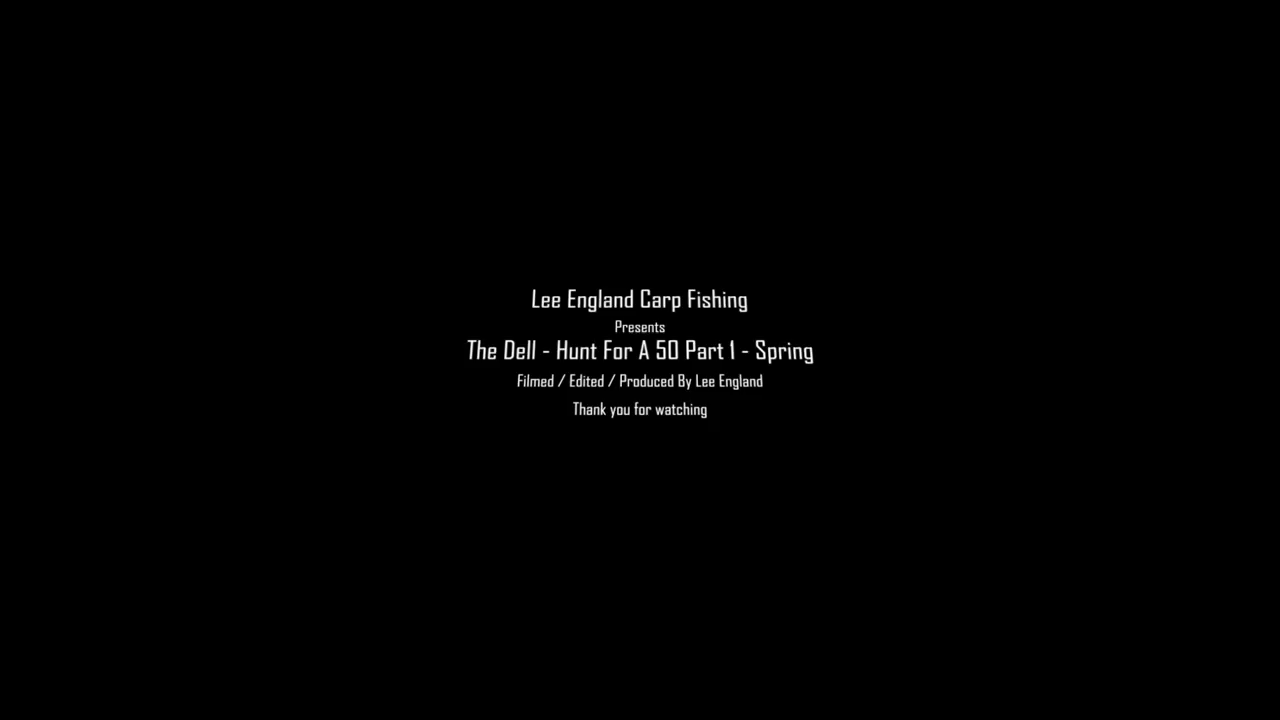 Lee England Carp Fishing
Presents
The Dell - Hunt For A 50 Part 1 - Spring
Filmed / Edited / Produced By Lee England
Thank you for watching